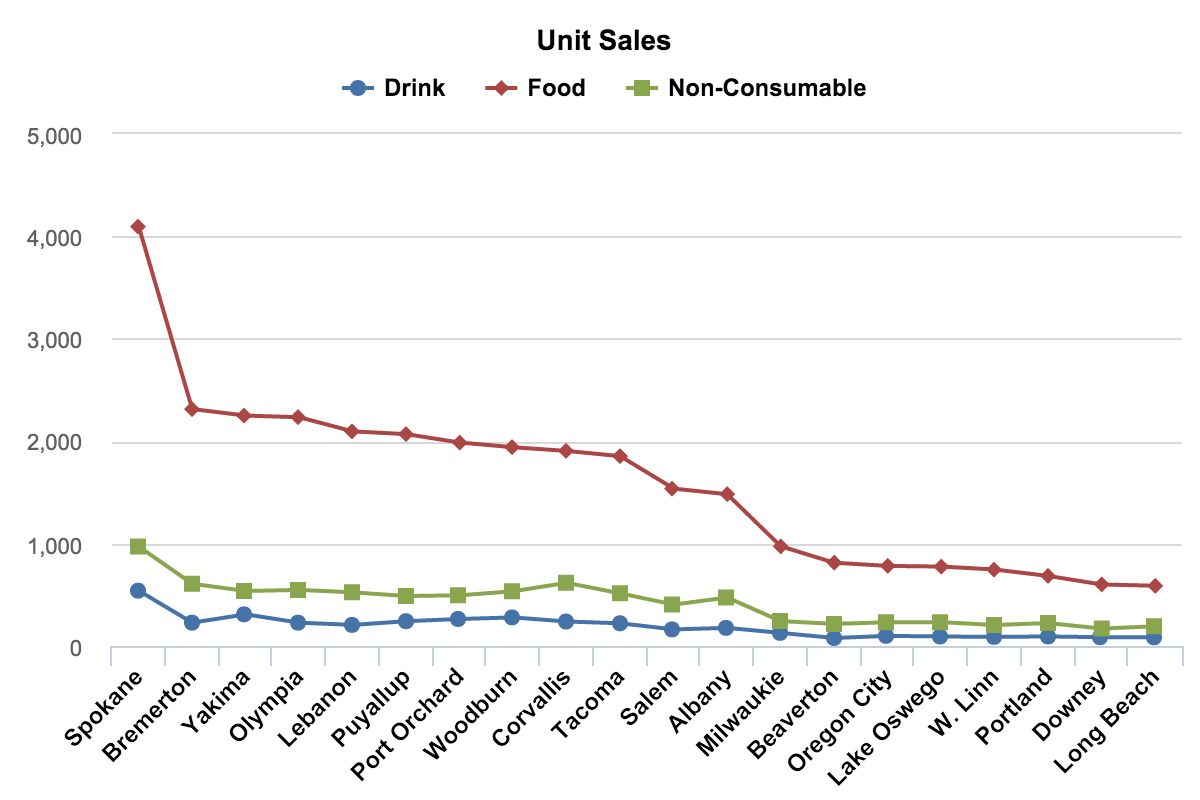 Unit Sales
Drink Food Non-Consumable
5,000
4,000
3,000
2,000
1,000
0
Spokane
Bremerton
Yakima
Olympia
Lebanon
Puyallup
Port Orchard
Woodburn
Corvallis
Tacoma
Salem
Albany
Milwaukie
Beaverton
Oregon City
Lake Oswego
W. Linn
Portland
Downey
Long Beach